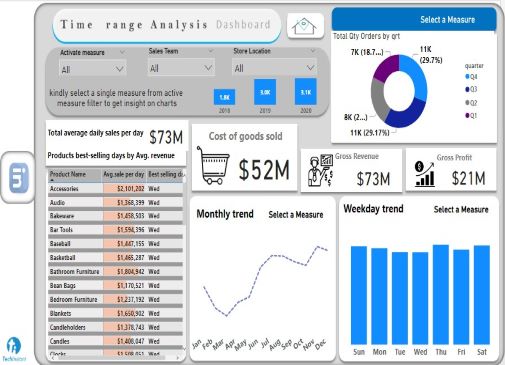 Time range Analysis Dashboard
Activate measure
All
Sales Team
All
Store Location
All
kindly select a single measure from active
measure filter to get insight on charts
1.8K
3.0K
3.1K
2018
2019
2020
Select a Measure
Total Qty Orders by qrt
7K (18.7...)
11K
(29.7%)
8K (2...)
11K (29.17%)
quarter
Q4
Q3
Q2
Q1
Total average daily sales per day
$73M
Products best-selling days by Avg. revenue
Product Name Avg.sale per day Best selling da
Accessories $2,101,202 Wed
Audio $1,368,399 Wed
Bakeware $1,458,503 Wed
Bar Tools $1,594,396 Wed
Baseball $1,447,155 Wed
Basketball $1,465,287 Wed
Bathroom Furniture $1,804,942 Wed
Bean Bags $1,170,521 Wed
Bedroom Furniture $1,237,192 Wed
Blankets $1,650,902 Wed
Candleholders $1,378,743 Wed
Candles $1,408,047 Wed
Clocks $1,508,051 Wed
Cost of goods sold
$52M
Gross Revenue
$73M
Gross Profit
$21M
Monthly trend
Select a Measure
Jan Feb Mar Apr May Jun Jul Aug Sep Oct Nov Dec
Weekday trend
Select a Measure
Sun Mon Tue Wed Thu Fri Sat